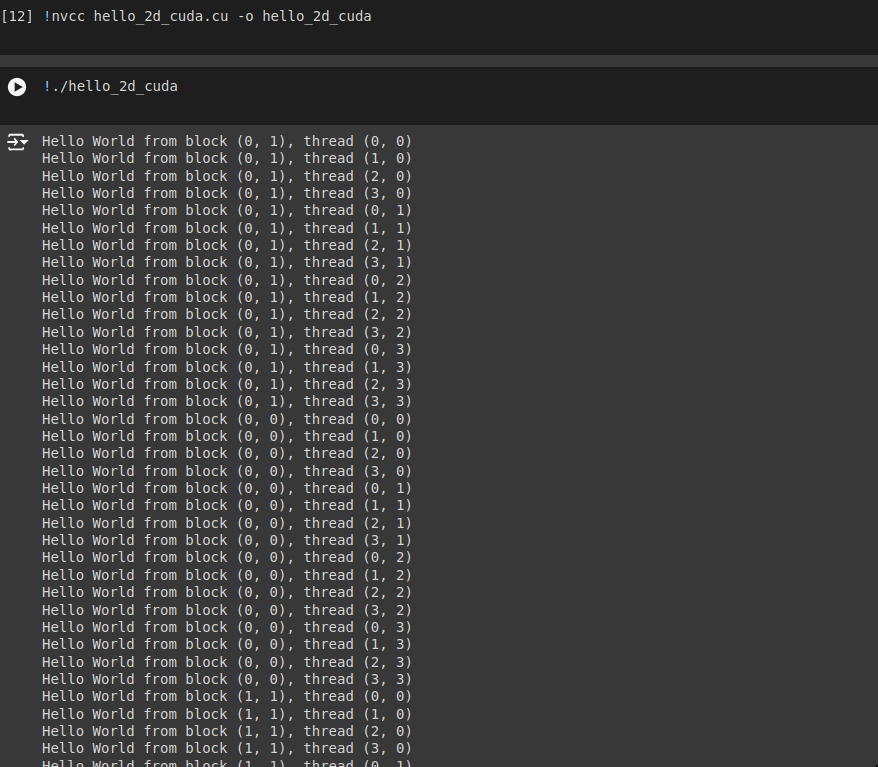 [12] !nvcc hello_2d_cuda.cu -o hello_2d_cuda
!./hello_2d_cuda
Hello World from block (0, 1), thread (0, 0)
Hello World from block (0, 1), thread (1, 0)
Hello World from block (0, 1), thread (2, 0)
Hello World from block (0, 1), thread (3, 0)
Hello World from block (0, 1), thread (0, 1)
Hello World from block (0, 1), thread (1, 1)
Hello World from block (0, 1), thread (2, 1)
Hello World from block (0, 1), thread (3, 1)
Hello World from block (0, 1), thread (0, 2)
Hello World from block (0, 1), thread (1, 2)
Hello World from block (0, 1), thread (2, 2)
Hello World from block (0, 1), thread (3, 2)
Hello World from block (0, 1), thread (0, 3)
Hello World from block (0, 1), thread (1, 3)
Hello World from block (0, 1), thread (2, 3)
Hello World from block (0, 1), thread (3, 3)
Hello World from block (0, 0), thread (0, 0)
Hello World from block (0, 0), thread (1, 0)
Hello World from block (0, 0), thread (2, 0)
Hello World from block (0, 0), thread (3, 0)
Hello World from block (0, 0), thread (0, 1)
Hello World from block (0, 0), thread (1, 1)
Hello World from block (0, 0), thread (2, 1)
Hello World from block (0, 0), thread (3, 1)
Hello World from block (0, 0), thread (0, 2)
Hello World from block (0, 0), thread (1, 2)
Hello World from block (0, 0), thread (2, 2)
Hello World from block (0, 0), thread (3, 2)
Hello World from block (0, 0), thread (0, 3)
Hello World from block (0, 0), thread (1, 3)
Hello World from block (0, 0), thread (2, 3)
Hello World from block (0, 0), thread (3, 3)
Hello World from block (1, 1), thread (0, 0)
Hello World from block (1, 1), thread (1, 0)
Hello World from block (1, 1), thread (2, 0)
Hello World from block (1, 1), thread (3, 0)
Hello World from block (1, 1), thread (0, 1)